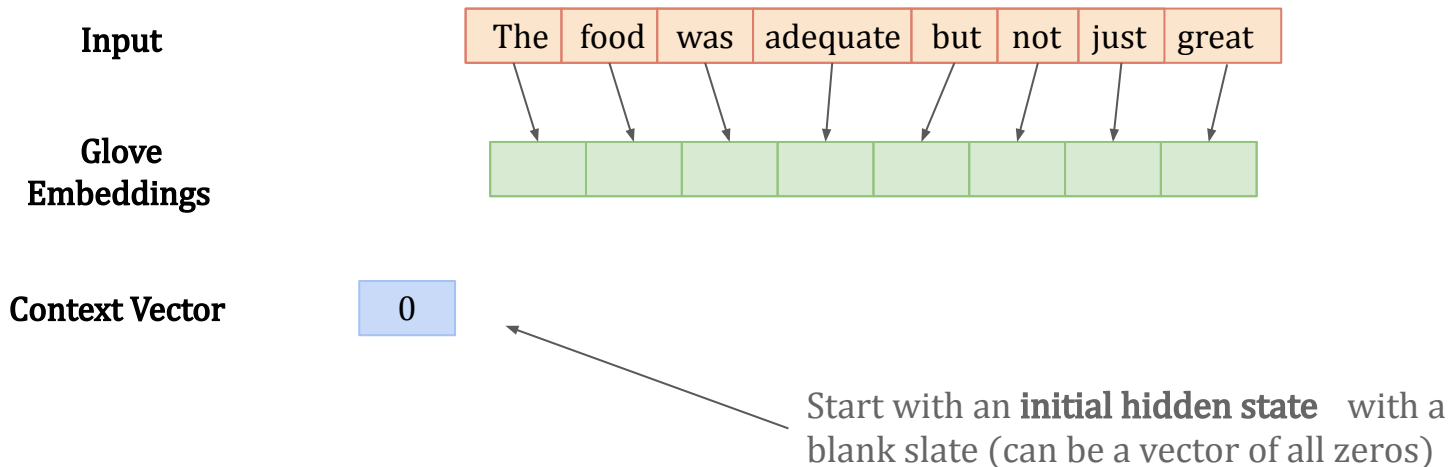 Input
The food was adequate but not just great
Glove
Embeddings
Context Vector
0
Start with an initial hidden state with a
blank slate (can be a vector of all zeros)